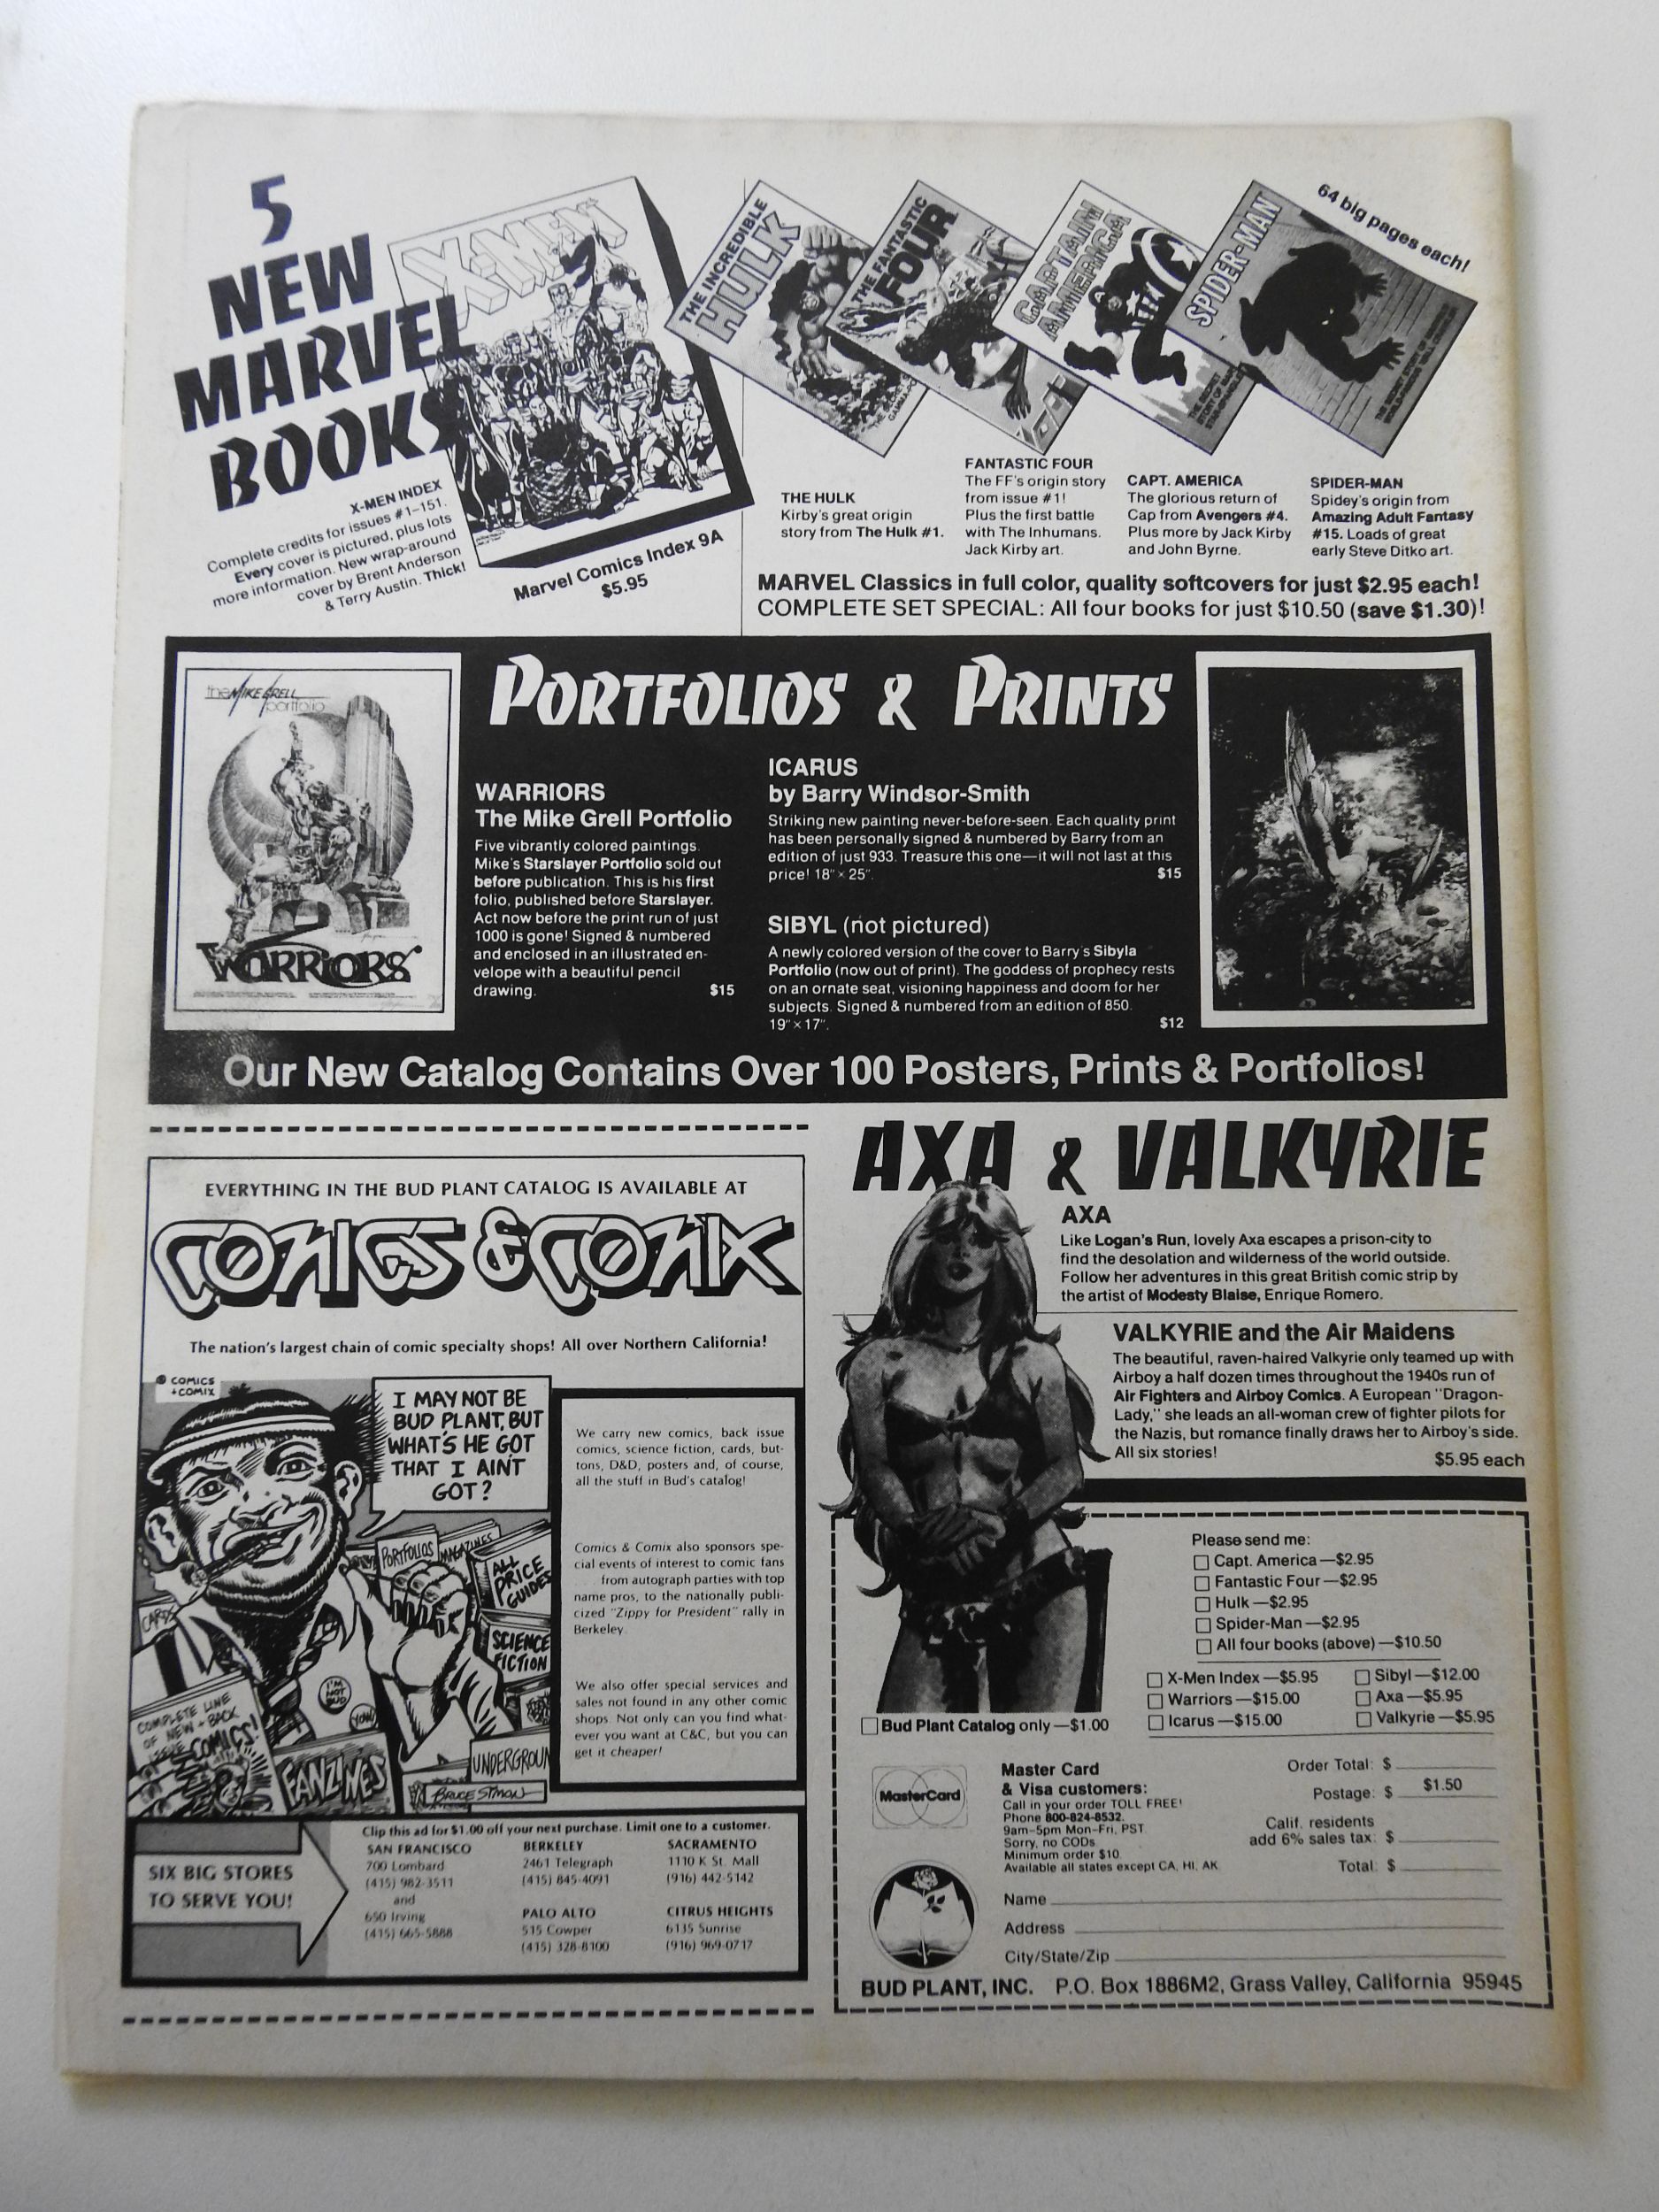 5
NEW
MARVEL
BOOKS
X-MEN
X-MEN INDEX
Complete credits for issues #1–151.
Every cover is pictured, plus lots
more information. New wrap-around
cover by Brent Anderson
& Terry Austin. Thick!
Marvel Comics Index 9A
$5.95
THE INCREDIBLE
HULK
THE FANTASTIC
FOUR
CAPTAIN
AMERICA
SPIDER-MAN
64 big pages each!
THE HULK
Kirby's great origin
story from The Hulk #1.
FANTASTIC FOUR
The FF's origin story
from issue #1!
Plus the first battle
with The Inhumans.
Jack Kirby art.
CAPT. AMERICA
The glorious return of
Cap from Avengers #4.
Plus more by Jack Kirby
and John Byrne.
SPIDER-MAN
Spidey's origin from
Amazing Adult Fantasy
#15. Loads of great
early Steve Ditko art.
MARVEL Classics in full color, quality softcovers for just $2.95 each!
COMPLETE SET SPECIAL: All four books for just $10.50 (save $1.30)!
PORTFOLIOS & PRINTS
the MIKE GRELL
portfolio
WARRIORS
WARRIORS
The Mike Grell Portfolio
Five vibrantly colored paintings.
Mike's Starslayer Portfolio sold out
before publication. This is his first
folio, published before Starslayer.
Act now before the print run of just
1000 is gone! Signed & numbered
and enclosed in an illustrated en-
velope with a beautiful pencil
drawing. $15
ICARUS
by Barry Windsor-Smith
Striking new painting never-before-seen. Each quality print
has been personally signed & numbered by Barry from an
edition of just 933. Treasure this one—it will not last at this
price! 18" × 25". $15
SIBYL (not pictured)
A newly colored version of the cover to Barry's Sibyla
Portfolio (now out of print). The goddess of prophecy rests
on an ornate seat, visioning happiness and doom for her
subjects. Signed & numbered from an edition of 850.
19" × 17". $12
Our New Catalog Contains Over 100 Posters, Prints & Portfolios!
EVERYTHING IN THE BUD PLANT CATALOG IS AVAILABLE AT
COMICS & COMIX
The nation's largest chain of comic specialty shops! All over Northern California!
© COMICS
+COMIX
I MAY NOT BE
BUD PLANT, BUT
WHAT'S HE GOT
THAT I AIN'T
GOT?
PORTFOLIOS
MAGAZINES
ALL
PRICE
GUIDES
CARDS
SCIENCE
FICTION
I'M
NOT
BUD
YOW!
COMPLETE LINE
OF NEW + BACK
ISSUE
COMICS!
FANZINES
UNDERGROUN
BRUCE SIMON
We carry new comics, back issue
comics, science fiction, cards, but-
tons, D&D, posters and, of course,
all the stuff in Bud's catalog!
Comics & Comix also sponsors spe-
cial events of interest to comic fans
. . . from autograph parties with top
name pros, to the nationally publi-
cized "Zippy for President" rally in
Berkeley.
We also offer special services and
sales not found in any other comic
shops. Not only can you find what-
ever you want at C&C, but you can
get it cheaper!
SIX BIG STORES
TO SERVE YOU!
Clip this ad for $1.00 off your next purchase. Limit one to a customer.
SAN FRANCISCO
700 Lombard
(415) 982-3511
and
650 Irving
(415) 665-5888
BERKELEY
2461 Telegraph
(415) 845-4091
PALO ALTO
515 Cowper
(415) 328-8100
SACRAMENTO
1110 K St. Mall
(916) 442-5142
CITRUS HEIGHTS
6135 Sunrise
(916) 969-0717
AXA & VALKYRIE
AXA
Like Logan's Run, lovely Axa escapes a prison-city to
find the desolation and wilderness of the world outside.
Follow her adventures in this great British comic strip by
the artist of Modesty Blaise, Enrique Romero.
VALKYRIE and the Air Maidens
The beautiful, raven-haired Valkyrie only teamed up with
Airboy a half dozen times throughout the 1940s run of
Air Fighters and Airboy Comics. A European "Dragon-
Lady," she leads an all-woman crew of fighter pilots for
the Nazis, but romance finally draws her to Airboy's side.
All six stories! $5.95 each
Please send me:
Capt. America—$2.95
Fantastic Four—$2.95
Hulk—$2.95
Spider-Man—$2.95
All four books (above)—$10.50
X-Men Index—$5.95
Warriors—$15.00
Icarus—$15.00
Sibyl—$12.00
Axa—$5.95
Valkyrie—$5.95
Bud Plant Catalog only—$1.00
MasterCard
Master Card
& Visa customers:
Call in your order TOLL FREE!
Phone 800-824-8532.
9am–5pm Mon–Fri, PST.
Sorry, no CODs.
Minimum order $10.
Available all states except CA, HI, AK.
Order Total: $
Postage: $ $1.50
Calif. residents
add 6% sales tax: $
Total: $
Name
Address
City/State/Zip
BUD PLANT, INC. P.O. Box 1886M2, Grass Valley, California 95945